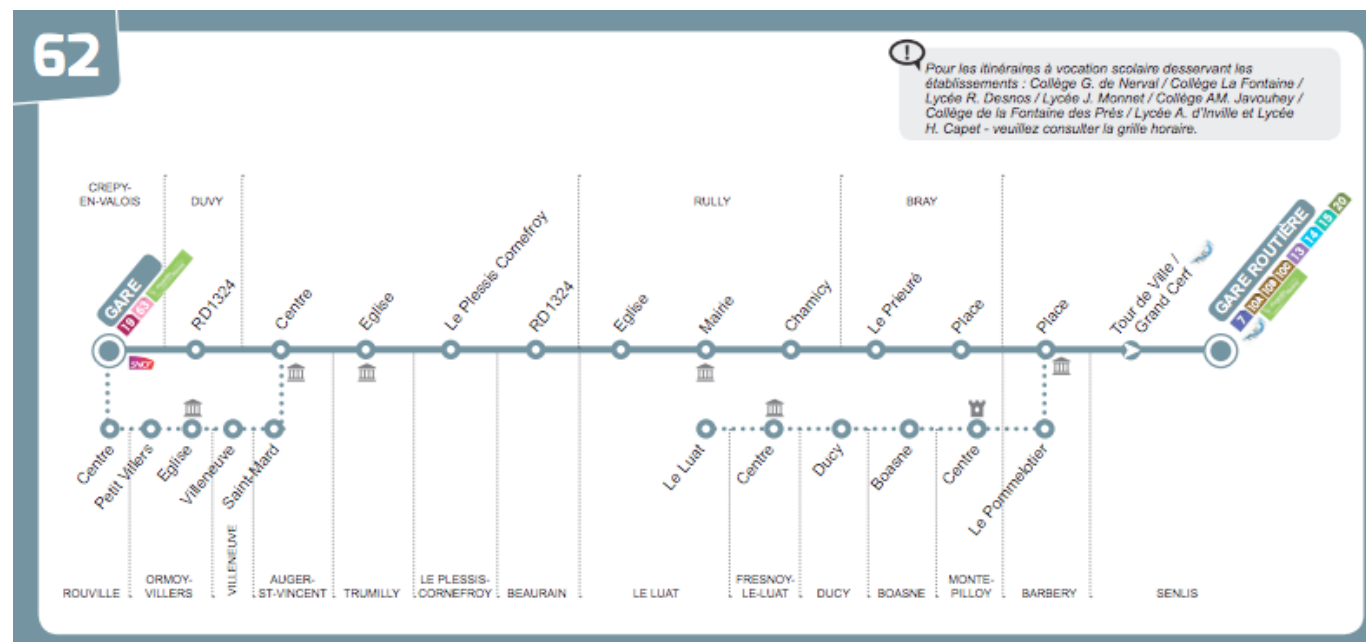 62
Pour les itinéraires à vocation scolaire desservant les
établissements : Collège G. de Nerval / Collège La Fontaine /
Lycée R. Desnos / Lycée J. Monnet / Collège AM. Javouhey /
Collège de la Fontaine des Prés / Lycée A. d'Inville et Lycée
H. Capet - veuillez consulter la grille horaire.
CREPY-
EN-VALOIS
DUVY
RULLY
BRAY
GARE
19 63
RD1324
Centre
Eglise
Le Plessis Cornefroy
RD1324
Eglise
Mairie
Chamicy
Le Prieuré
Place
Place
Tour de Ville /
Grand Cerf
GARE ROUTIÈRE
7 10A 10B 10C 13 14 15 20
Centre
Petit Villers
Eglise
Villeneuve
Saint-Mard
Le Luat
Centre
Ducy
Boasne
Centre
Le Pommelotier
ROUVILLE
ORMOY-
VILLERS
VILLENEUVE
AUGER-
ST-VINCENT
TRUMILLY
LE PLESSIS-
CORNEFROY
BEAURAIN
LE LUAT
FRESNOY-
LE-LUAT
DUCY
BOASNE
MONTE-
PILLOY
BARBERY
SENLIS